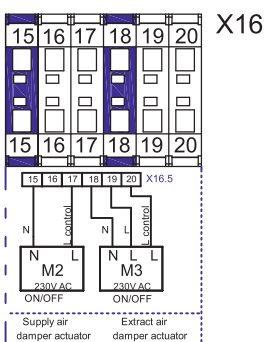 X16
15 16 17 18 19 20
15 16 17 18 19 20
15 16 17 18 19 20 X16.5
N L control N L L control
N L N L L
M2 M3
230V AC 230V AC
ON/OFF ON/OFF
Supply air Extract air
damper actuator damper actuator